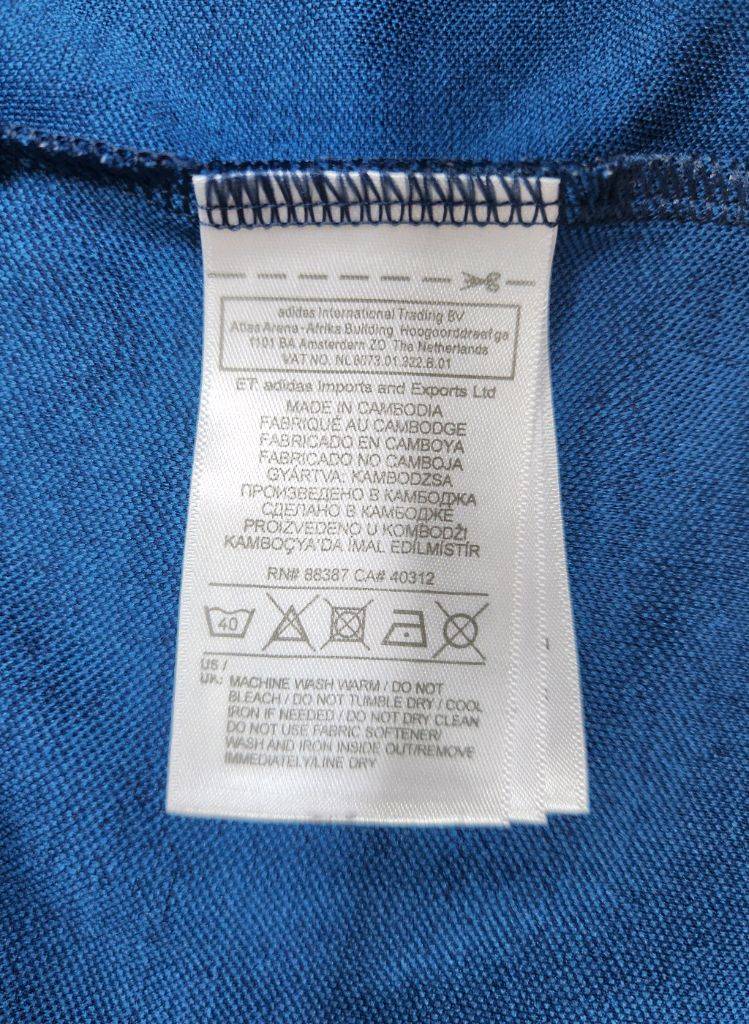 adidas International Trading BV
Atlas Arena-Afrika Building Hoogoorddreef 9a
1101 BA Amsterdam ZO The Netherlands
VAT NO. NL8073.01.322.B.01
ET adidas Imports and Exports Ltd
MADE IN CAMBODIA
FABRIQUÉ AU CAMBODGE
FABRICADO EN CAMBOYA
FABRICADO NO CAMBOJA
GYÁRTVA: KAMBODZSA
ПРОИЗВЕДЕНО В КАМБОДЖА
СДЕЛАНО В КАМБОДЖЕ
PROIZVEDENO U KOMBODŽI
KAMBOÇYA'DA İMAL EDİLMİŞTİR
RN# 88387 CA# 40312
40
US /
UK: MACHINE WASH WARM / DO NOT
BLEACH / DO NOT TUMBLE DRY / COOL
IRON IF NEEDED / DO NOT DRY CLEAN
DO NOT USE FABRIC SOFTENER/
WASH AND IRON INSIDE OUT/REMOVE
IMMEDIATELY/LINE DRY